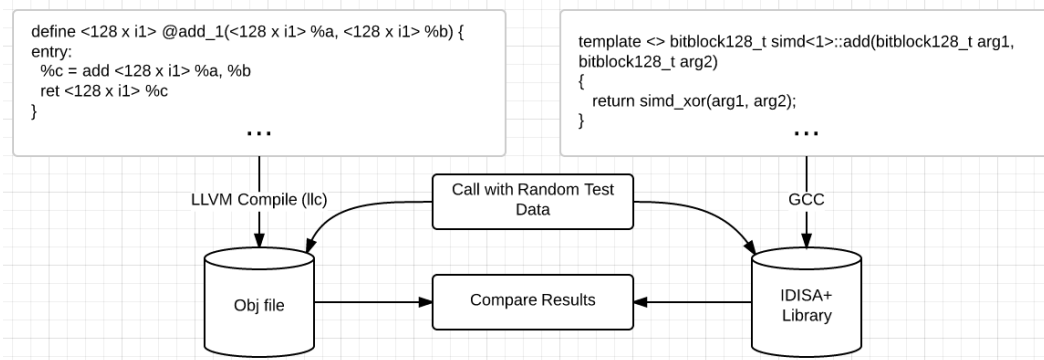 define <128 x i1> @add_1(<128 x i1> %a, <128 x i1> %b) {
entry:
%c = add <128 x i1> %a, %b
ret <128 x i1> %c
}
...
template <> bitblock128_t simd<1>::add(bitblock128_t arg1,
bitblock128_t arg2)
{
return simd_xor(arg1, arg2);
}
...
LLVM Compile (llc)
Call with Random Test
Data
GCC
Obj file
Compare Results
IDISA+
Library